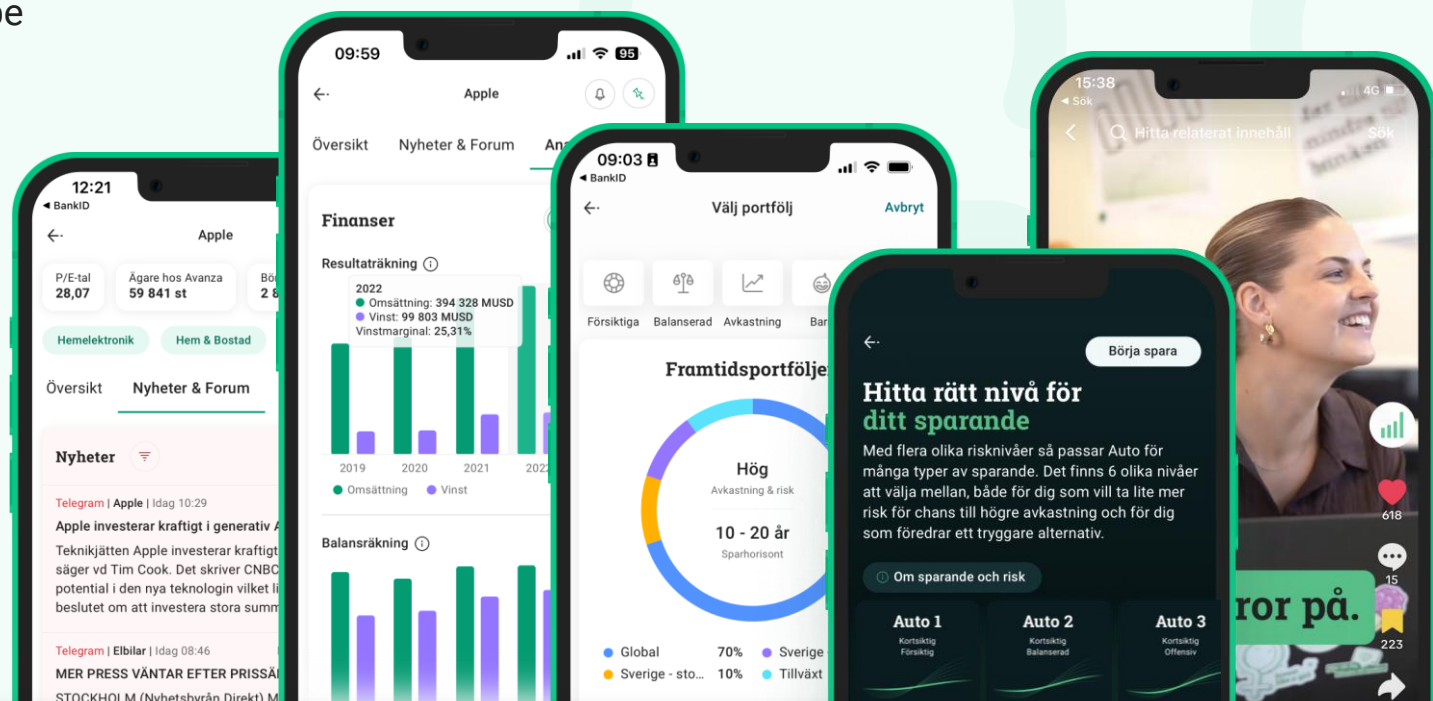 12:21
BankID
Apple
P/E-tal
28,07
Ägare hos Avanza
59 841 st
Hemelektronik
Hem & Bostad
Översikt
Nyheter & Forum
Nyheter
Telegram | Apple | Idag 10:29
Apple investerar kraftigt i generativ
Teknikjätten Apple investerar kraftigt
säger vd Tim Cook. Det skriver CNBC
potential i den nya teknologin vilket
beslutet om att investera stora
Telegram | Elbilar | Idag 08:46
MER PRESS VÄNTAR EFTER
STOCKHOLM (Nyhetsbyrån Direkt)
09:59
95
Apple
Översikt
Nyheter & Forum
Finanser
Resultaträkning
2022
Omsättning: 394 328 MUSD
Vinst: 99 803 MUSD
Vinstmarginal: 25,31%
2019
2020
2021
2022
Omsättning
Vinst
Balansräkning
09:03
BankID
Välj portfölj
Avbryt
Försiktiga
Balanserad
Avkastning
Framtidsportföljen
Hög
Avkastning & risk
10 - 20 år
Sparhorisont
Global
70%
Sverige
Sverige - sto...
10%
Tillväxt
Börja spara
Hitta rätt nivå för
ditt sparande
Med flera olika risknivåer så passar Auto för
många typer av sparande. Det finns 6 olika nivåer
att välja mellan, både för dig som vill ta lite mer
risk för chans till högre avkastning och för dig
som föredrar ett tryggare alternativ.
Om sparande och risk
Auto 1
Kortsiktig
Försiktig
Auto 2
Kortsiktig
Balanserad
Auto 3
Kortsiktig
Offensiv
15:38
4G
Sök
Hitta relaterat innehåll
Sök
618
15
ror på.
223